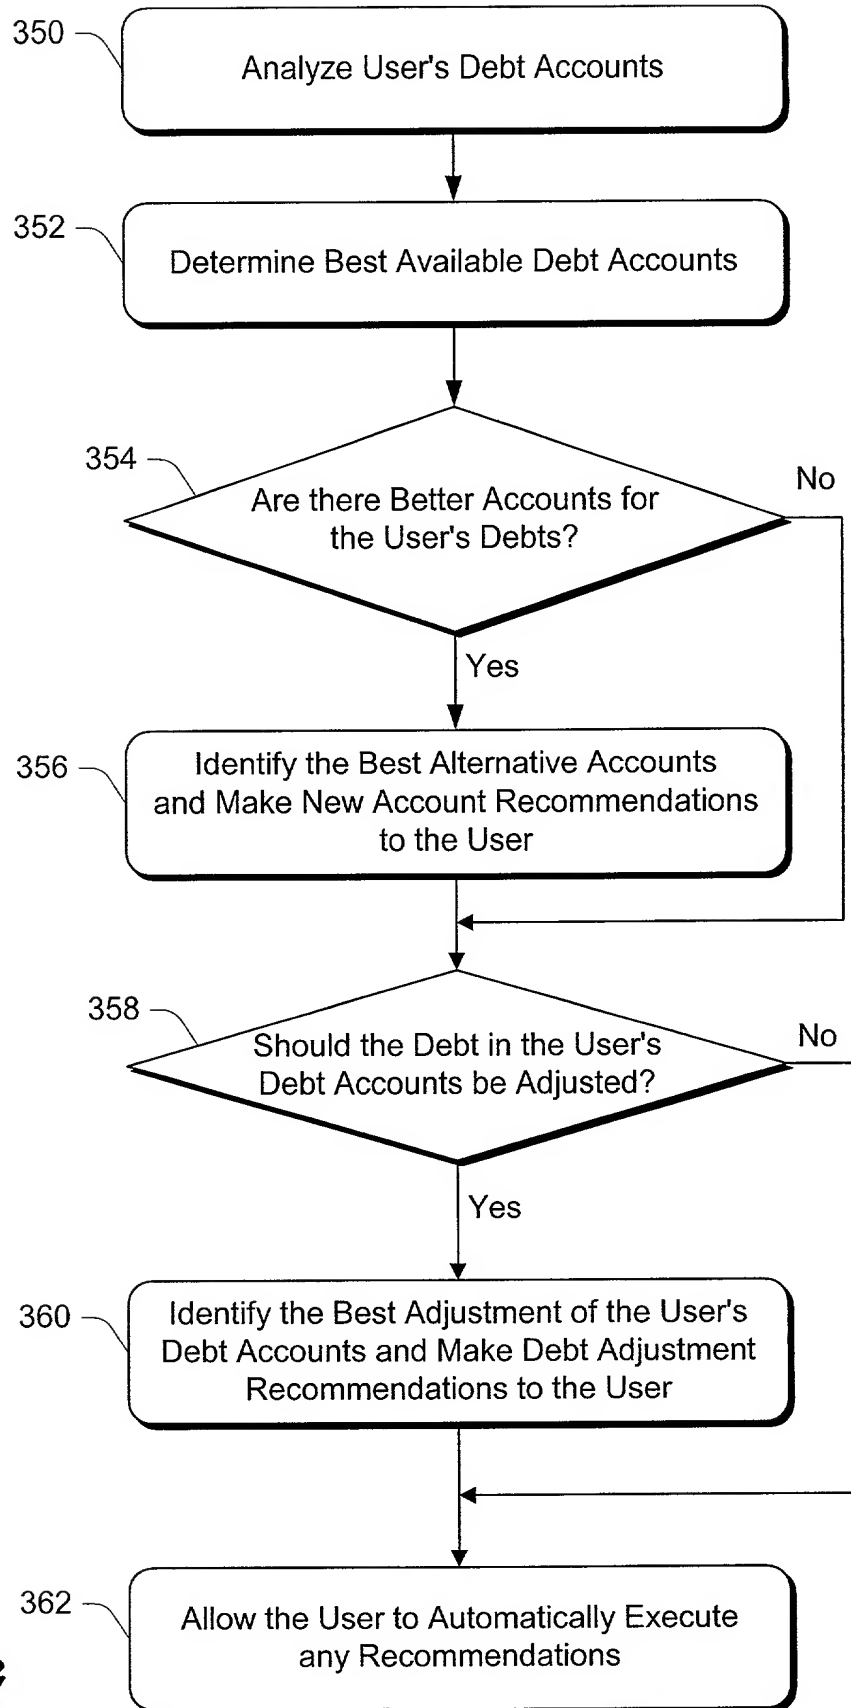 350
Analyze User's Debt Accounts
352
Determine Best Available Debt Accounts
354
Are there Better Accounts for
the User's Debts?
No
Yes
356
Identify the Best Alternative Accounts
and Make New Account Recommendations
to the User
358
Should the Debt in the User's
Debt Accounts be Adjusted?
No
Yes
360
Identify the Best Adjustment of the User's
Debt Accounts and Make Debt Adjustment
Recommendations to the User
362
Allow the User to Automatically Execute
any Recommendations